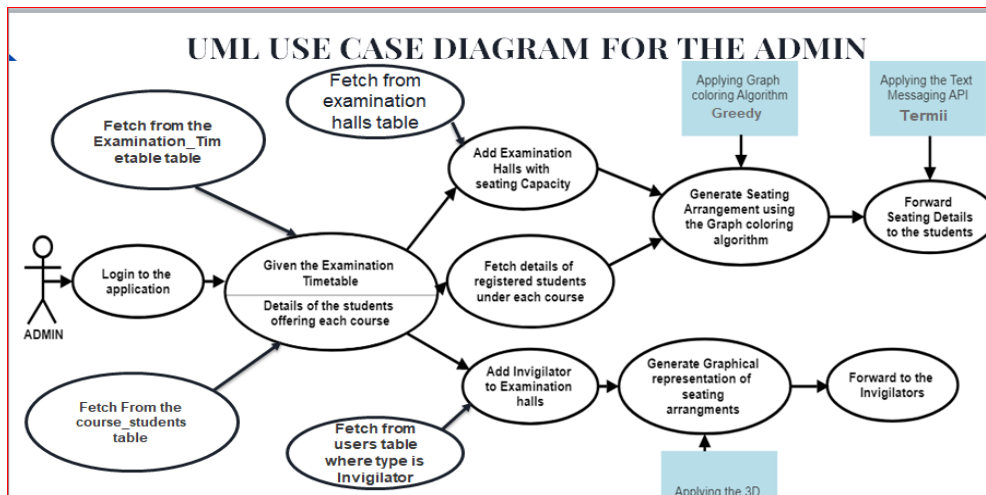 UML USE CASE DIAGRAM FOR THE ADMIN
Fetch from
examination
halls table
Applying Graph
coloring Algorithm
Greedy
Applying the Text
Messaging API
Termii
Fetch from the
Examination_Tim
etable table
Add Examination
Halls with
seating Capacity
Generate Seating
Arrangement using
the Graph coloring
algorithm
Forward
Seating Details
to the students
Login to the
application
Given the Examination
Timetable
Details of the students
offering each course
Fetch details of
registered students
under each course
ADMIN
Add Invigilator
to Examination
halls
Generate Graphical
representation of
seating
arrangments
Forward to the
Invigilators
Fetch From the
course_students
table
Fetch from
users table
where type is
Invigilator
Applying the 3D